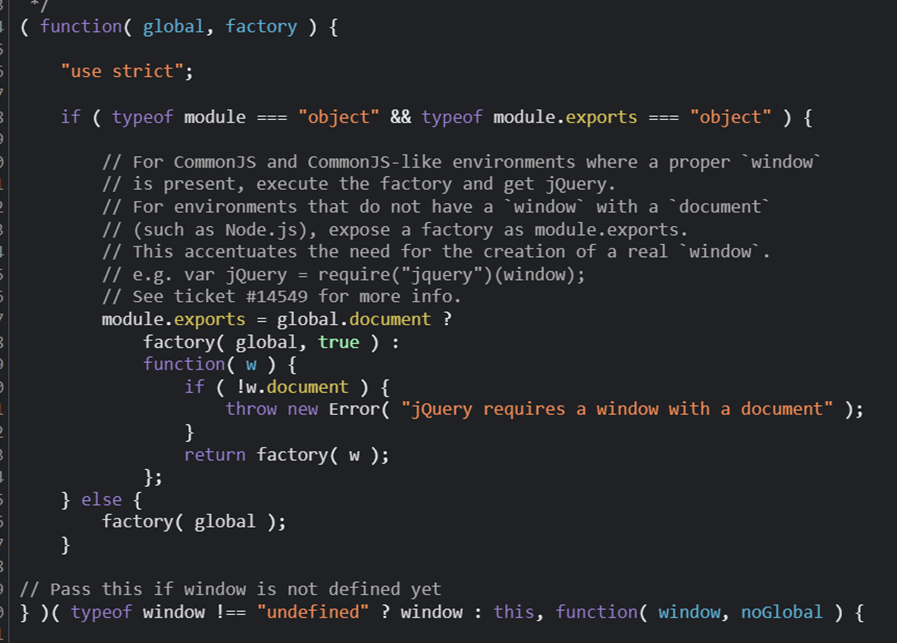 */
( function( global, factory ) {
"use strict";
if ( typeof module === "object" && typeof module.exports === "object" ) {
// For CommonJS and CommonJS-like environments where a proper `window`
// is present, execute the factory and get jQuery.
// For environments that do not have a `window` with a `document`
// (such as Node.js), expose a factory as module.exports.
// This accentuates the need for the creation of a real `window`.
// e.g. var jQuery = require("jquery")(window);
// See ticket #14549 for more info.
module.exports = global.document ?
factory( global, true ) :
function( w ) {
if ( !w.document ) {
throw new Error( "jQuery requires a window with a document" );
}
return factory( w );
};
} else {
factory( global );
}
// Pass this if window is not defined yet
} )( typeof window !== "undefined" ? window : this, function( window, noGlobal ) {